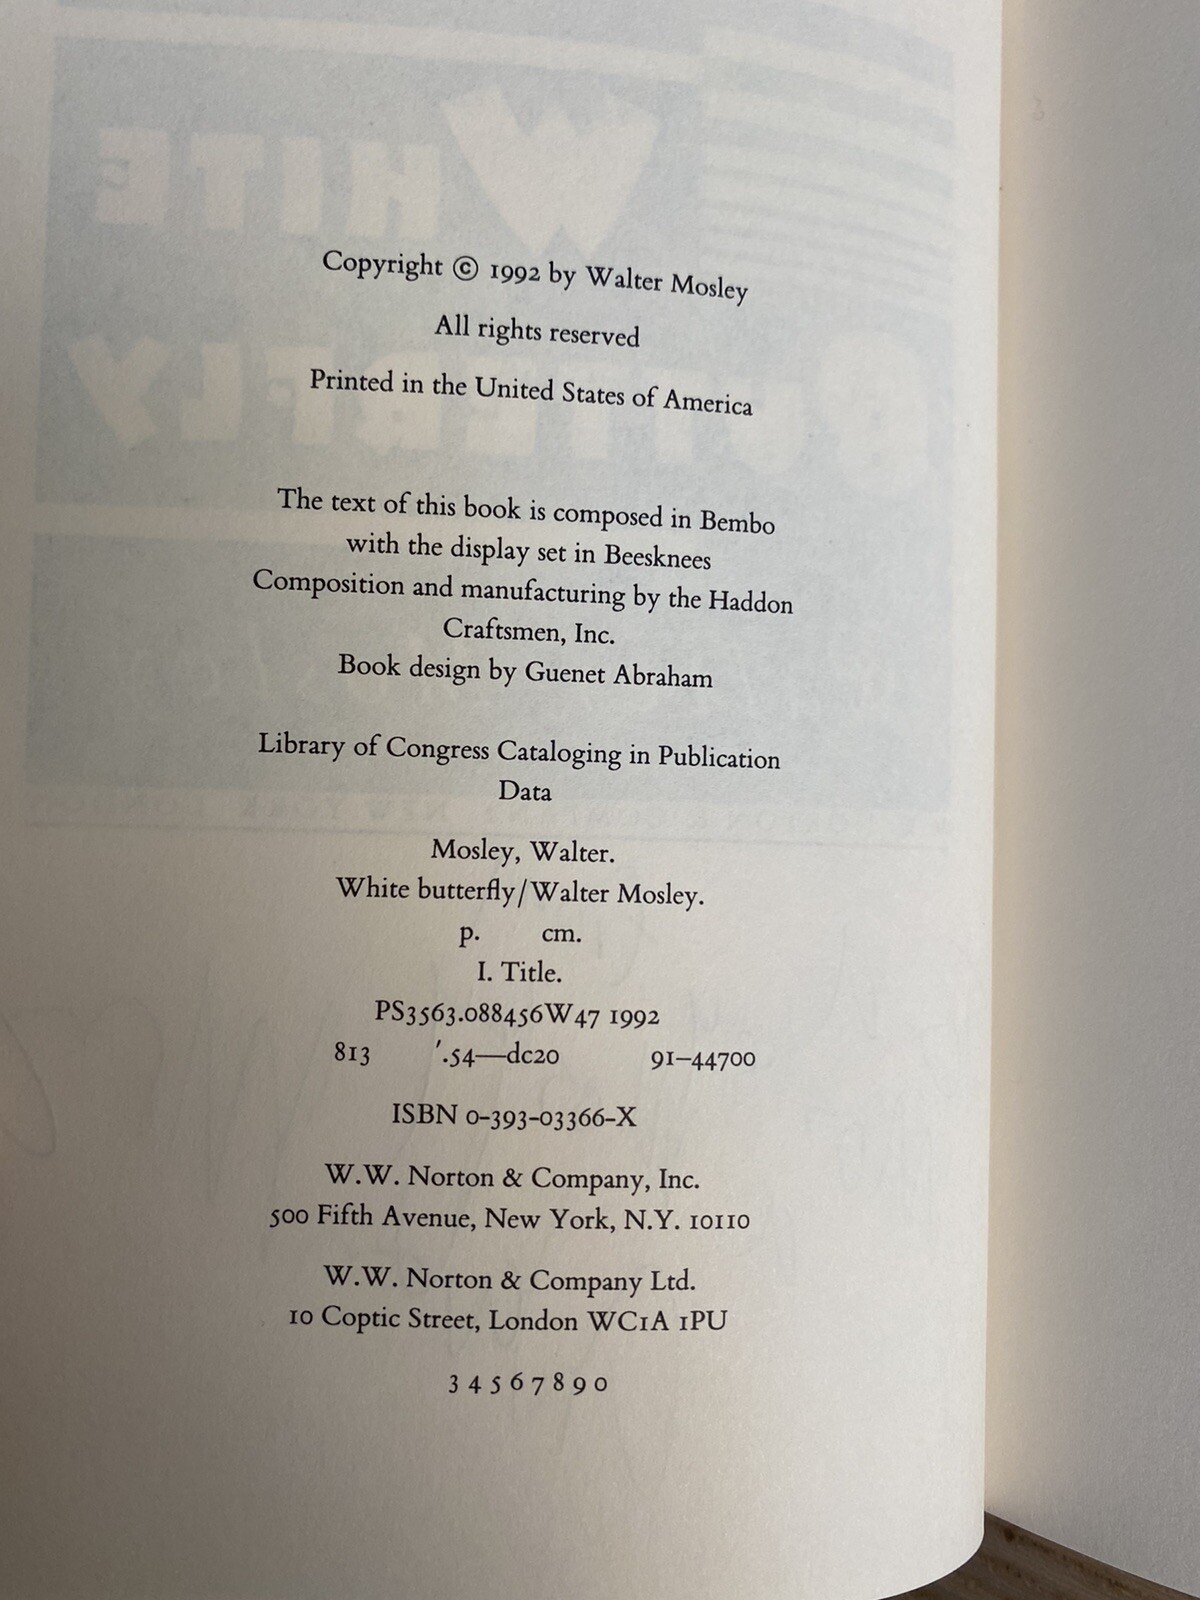 Copyright © 1992 by Walter Mosley
All rights reserved
Printed in the United States of America
The text of this book is composed in Bembo
with the display set in Beesknees
Composition and manufacturing by the Haddon
Craftsmen, Inc.
Book design by Guenet Abraham
Library of Congress Cataloging in Publication
Data
Mosley, Walter.
White butterfly/Walter Mosley.
p. cm.
I. Title.
PS3563.088456W47 1992
813 '.54—dc20 91–44700
ISBN 0-393-03366-X
W.W. Norton & Company, Inc.
500 Fifth Avenue, New York, N.Y. 10110
W.W. Norton & Company Ltd.
10 Coptic Street, London WC1A 1PU
3 4 5 6 7 8 9 0